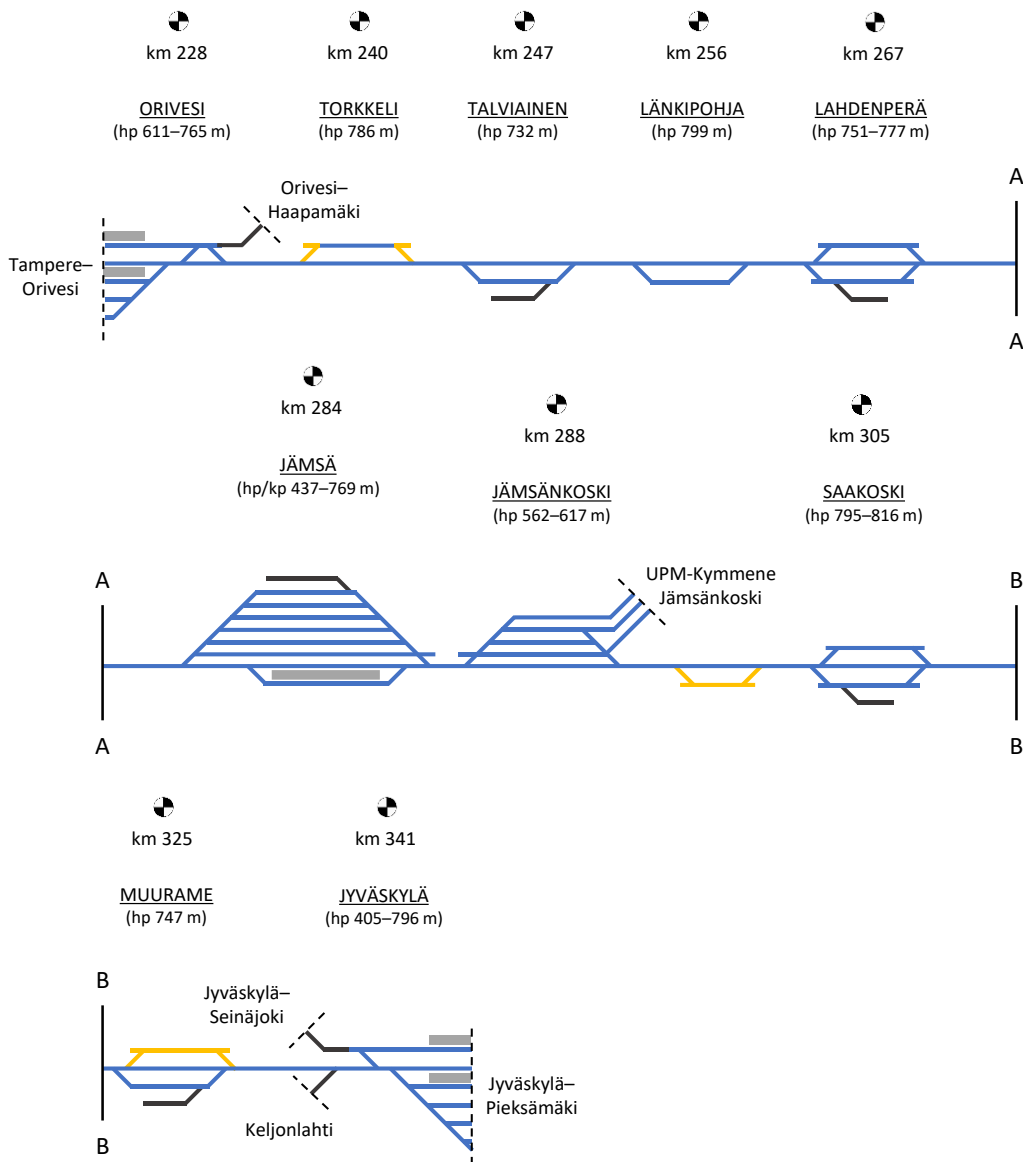 km 228
km 240
km 247
km 256
km 267
ORIVESI
(hp 611–765 m)
TORKKELI
(hp 786 m)
TALVIAINEN
(hp 732 m)
LÄNKIPOHJA
(hp 799 m)
LAHDENPERÄ
(hp 751–777 m)
Orivesi–
Haapamäki
Tampere–
Orivesi
A
A
km 284
km 288
km 305
JÄMSÄ
(hp/kp 437–769 m)
JÄMSÄNKOSKI
(hp 562–617 m)
SAAKOSKI
(hp 795–816 m)
A
UPM-Kymmene
Jämsänkoski
B
A
B
km 325
km 341
MUURAME
(hp 747 m)
JYVÄSKYLÄ
(hp 405–796 m)
B
Jyväskylä–
Seinäjoki
Jyväskylä–
Pieksämäki
Keljonlahti
B